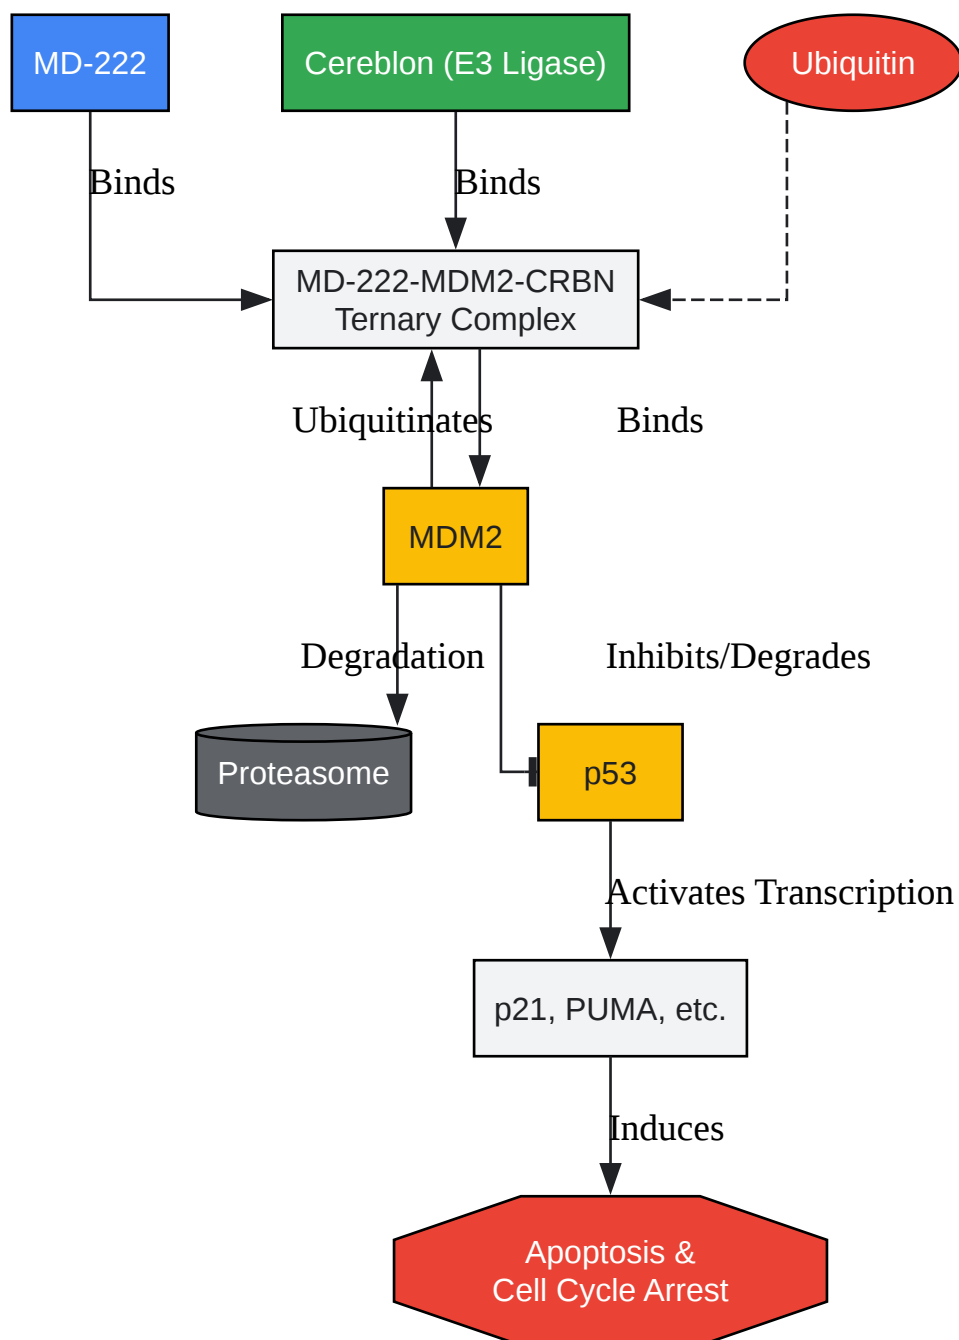 MD-222
Cereblon (E3 Ligase)
Ubiquitin
Binds
Binds
MD-222-MDM2-CRBN
Ternary Complex
Ubiquitinates
Binds
MDM2
Degradation
Inhibits/Degrades
Proteasome
p53
Activates Transcription
p21, PUMA, etc.
Induces
Apoptosis &
Cell Cycle Arrest